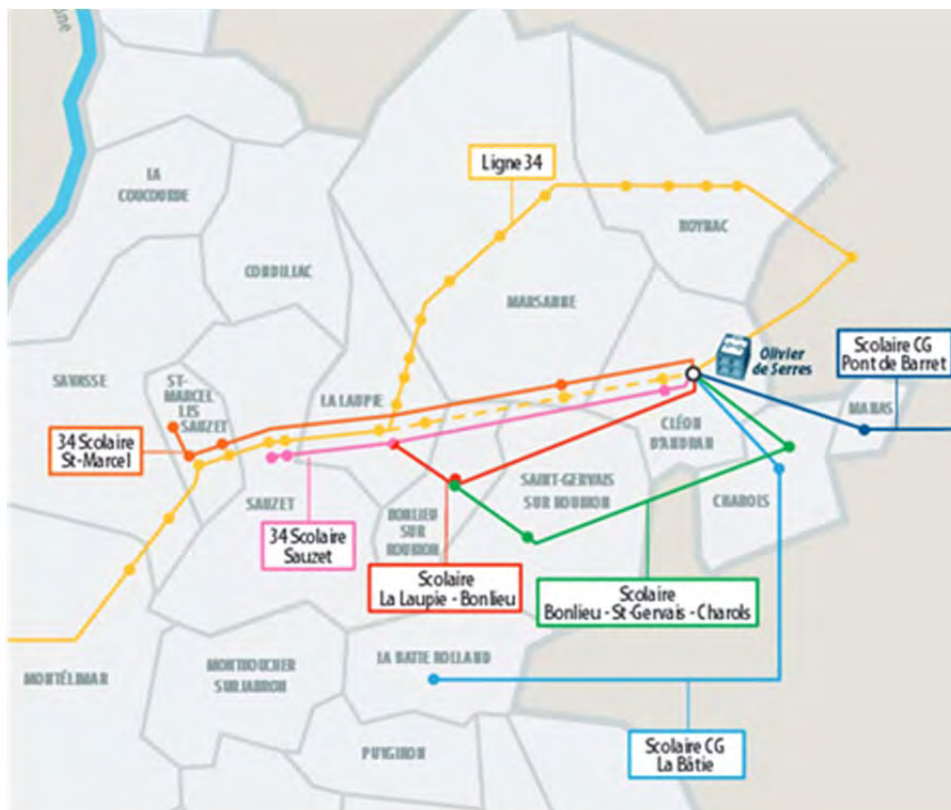 LA
COUCOURDE
Ligne 34
ROYNAC
CONDILLAC
MARSANNE
Olivier
de Serres
Scolaire CG
Pont de Barret
SAVASSE
ST-
MARCEL
LES
SAUZET
LA LAUPIE
MANAS
CLÉON
D'ANDRAN
34 Scolaire
St-Marcel
SAINT-GERVAIS
SUR ROUBION
SAUZET
CHAROLS
34 Scolaire
Sauzet
BONLIEU
SUR
ROUBION
Scolaire
La Laupie - Bonlieu
Scolaire
Bonlieu - St-Gervais - Charols
MONTÉLIMAR
MONTBOUCHER
SUR JABRON
LA BATIE ROLLAND
PUYGIRON
Scolaire CG
La Bâtie